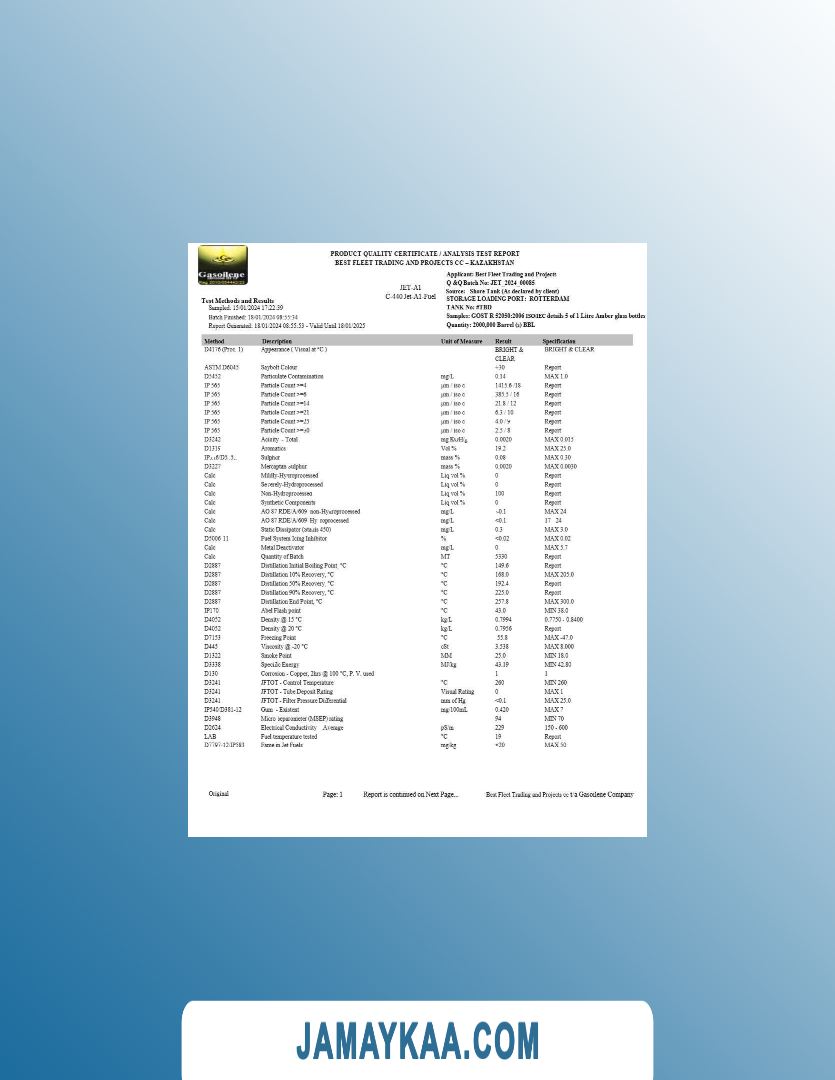 Gasoilene
PRODUCT QUALITY CERTIFICATE / ANALYSIS TEST REPORT
BEST FLEET TRADING AND PROJECTS CC – KAZAKHSTAN
Applicant: Best Fleet Trading and Projects
Q &Q Batch No: JET_2024_00085
Source: Shore Tank (As declared by client)
STORAGE LOADING PORT: ROTTERDAM
TANK No: #TBD
Samples: GOST R 52050:2006 ISO/IEC details 5 of 1 Litre Amber glass bottles
Quantity: 2000,000 Barrel (s) BBL
JET-A1
C-440 Jet-A1-Fuel
Test Methods and Results
Sampled: 15/01/2024 17:22:39
Batch Finished: 18/01/2024 08:55:34
Report Generated: 18/01/2024 08:55:53 - Valid Until 18/01/2025
Method Description Unit of Measure Result Specification
D4176 (Proc. 1) Appearance ( Visual at °C ) BRIGHT & CLEAR BRIGHT & CLEAR
ASTM D6045 Saybolt Colour +30 Report
D5452 Particulate Contamination mg/L 0.14 MAX 1.0
IP 565 Particle Count >=4 µm / iso c 1415.6 /18 Report
IP 565 Particle Count >=6 µm / iso c 385.5 / 16 Report
IP 565 Particle Count >=14 µm / iso c 21.8 / 12 Report
IP 565 Particle Count >=21 µm / iso c 6.3 / 10 Report
IP 565 Particle Count >=25 µm / iso c 4.0 / 9 Report
IP 565 Particle Count >=30 µm / iso c 2.5 / 8 Report
D3242 Acidity - Total mg KoH/g 0.0020 MAX 0.015
D1319 Aromatics Vol % 19.2 MAX 25.0
Sulphur mass % 0.08 MAX 0.30
D3227 Mercaptan sulphur mass % 0.0020 MAX 0.0030
Calc Mildly-Hydroprocessed Liq vol % 0 Report
Calc Severely-Hydroprocessed Liq vol % 0 Report
Calc Non-Hydroprocessed Liq vol % 100 Report
Calc Synthetic Components Liq vol % 0 Report
Calc AO 87 RDE/A/609 non-Hydroprocessed mg/L <0.1 MAX 24
Calc AO 87 RDE/A/609 Hydroprocessed mg/L <0.1 17 - 24
Calc Static Dissipator (stadis 450) mg/L 0.3 MAX 3.0
D5006 11 Fuel System Icing Inhibitor % <0.02 MAX 0.02
Calc Metal Deactivator mg/L 0 MAX 5.7
Calc Quantity of Batch MT 5330 Report
D2887 Distillation Initial Boiling Point, °C °C 149.6 Report
D2887 Distillation 10% Recovery, °C °C 168.0 MAX 205.0
D2887 Distillation 50% Recovery, °C °C 192.4 Report
D2887 Distillation 90% Recovery, °C °C 225.0 Report
D2887 Distillation End Point, °C °C 257.8 MAX 300.0
IP170 Abel Flash point °C 43.0 MIN 38.0
D4052 Density @ 15 °C kg/L 0.7994 0.7750 - 0.8400
D4052 Density @ 20 °C kg/L 0.7956 Report
D7153 Freezing Point °C 55.8 MAX -47.0
D445 Viscosity @ -20 °C cSt 3.538 MAX 8.000
D1322 Smoke Point MM 25.0 MIN 18.0
D3338 Specific Energy MJ/kg 43.19 MIN 42.80
D130 Corrosion - Copper, 2hrs @ 100 °C, P. V. used 1 1
D3241 JFTOT - Control Temperature °C 260 MIN 260
D3241 JFTOT - Tube Deposit Rating Visual Rating 0 MAX 1
D3241 JFTOT - Filter Pressure Differential mm of Hg <0.1 MAX 25.0
IP540/D381-12 Gum - Existent mg/100mL 0.420 MAX 7
D3948 Micro separometer (MSEP) rating 94 MIN 70
D2624 Electrical Conductivity Average pS/m 229 150 - 600
LAB Fuel temperature tested °C 19 Report
D7797-12/IP583 Fame in Jet Fuels mg/kg <20 MAX 50
Original Page: 1 Report is continued on Next Page... Best Fleet Trading and Projects cc t/a Gasoilene Company
JAMAYKAA.COM